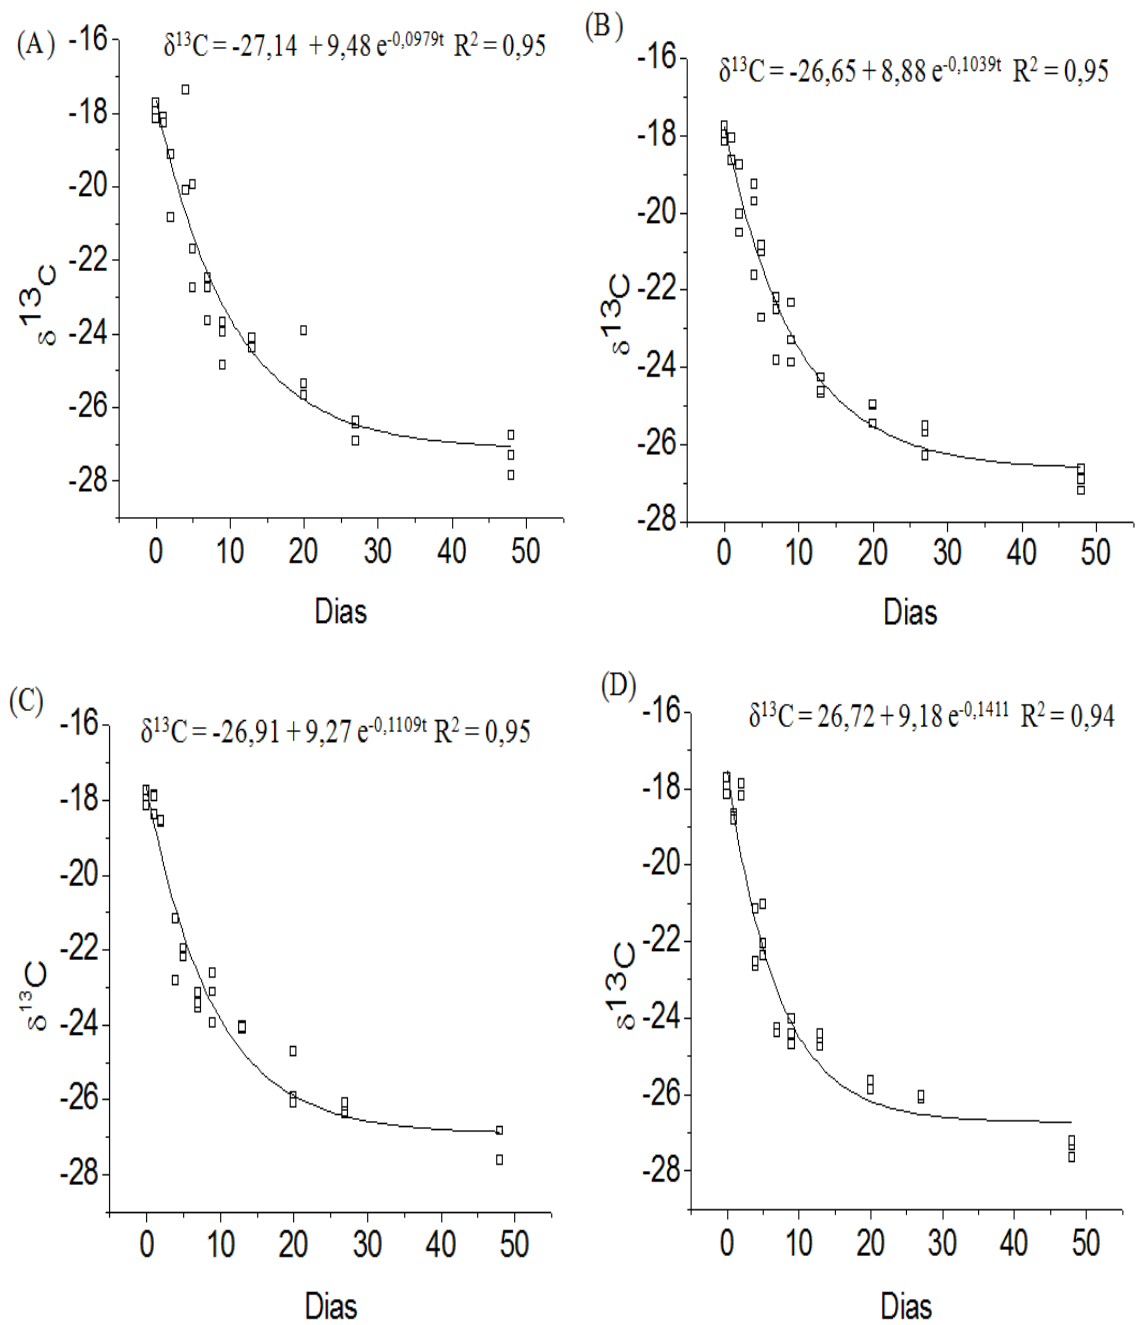 (A)
δ¹³C = -27,14 + 9,48 e⁻⁰,⁰⁹⁷⁹ᵗ R² = 0,95
-16
-18
-20
-22
-24
-26
-28
δ ¹³C
0 10 20 30 40 50
Dias
(B)
δ¹³C = -26,65 + 8,88 e⁻⁰,¹⁰³⁹ᵗ R² = 0,95
-16
-18
-20
-22
-24
-26
-28
δ ¹³C
0 10 20 30 40 50
Dias
(C)
δ¹³C = -26,91 + 9,27 e⁻⁰,¹¹⁰⁹ᵗ R² = 0,95
-16
-18
-20
-22
-24
-26
-28
δ ¹³C
0 10 20 30 40 50
Dias
(D)
δ¹³C = 26,72 + 9,18 e⁻⁰,¹⁴¹¹ R² = 0,94
-16
-18
-20
-22
-24
-26
-28
δ ¹³C
0 10 20 30 40 50
Dias